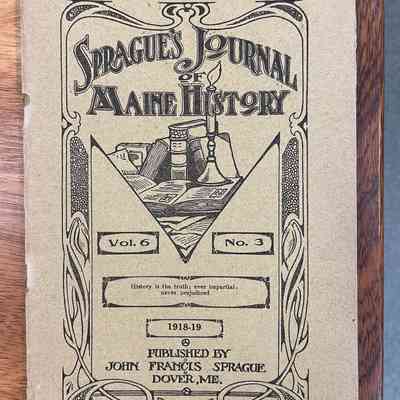 SPRAGUE'S JOURNAL
OF
MAINE HISTORY
Vol. 6
No. 3
History is the truth; ever impartial;
never prejudiced
1918-19
PUBLISHED BY
JOHN FRANCIS SPRAGUE
DOVER, ME.